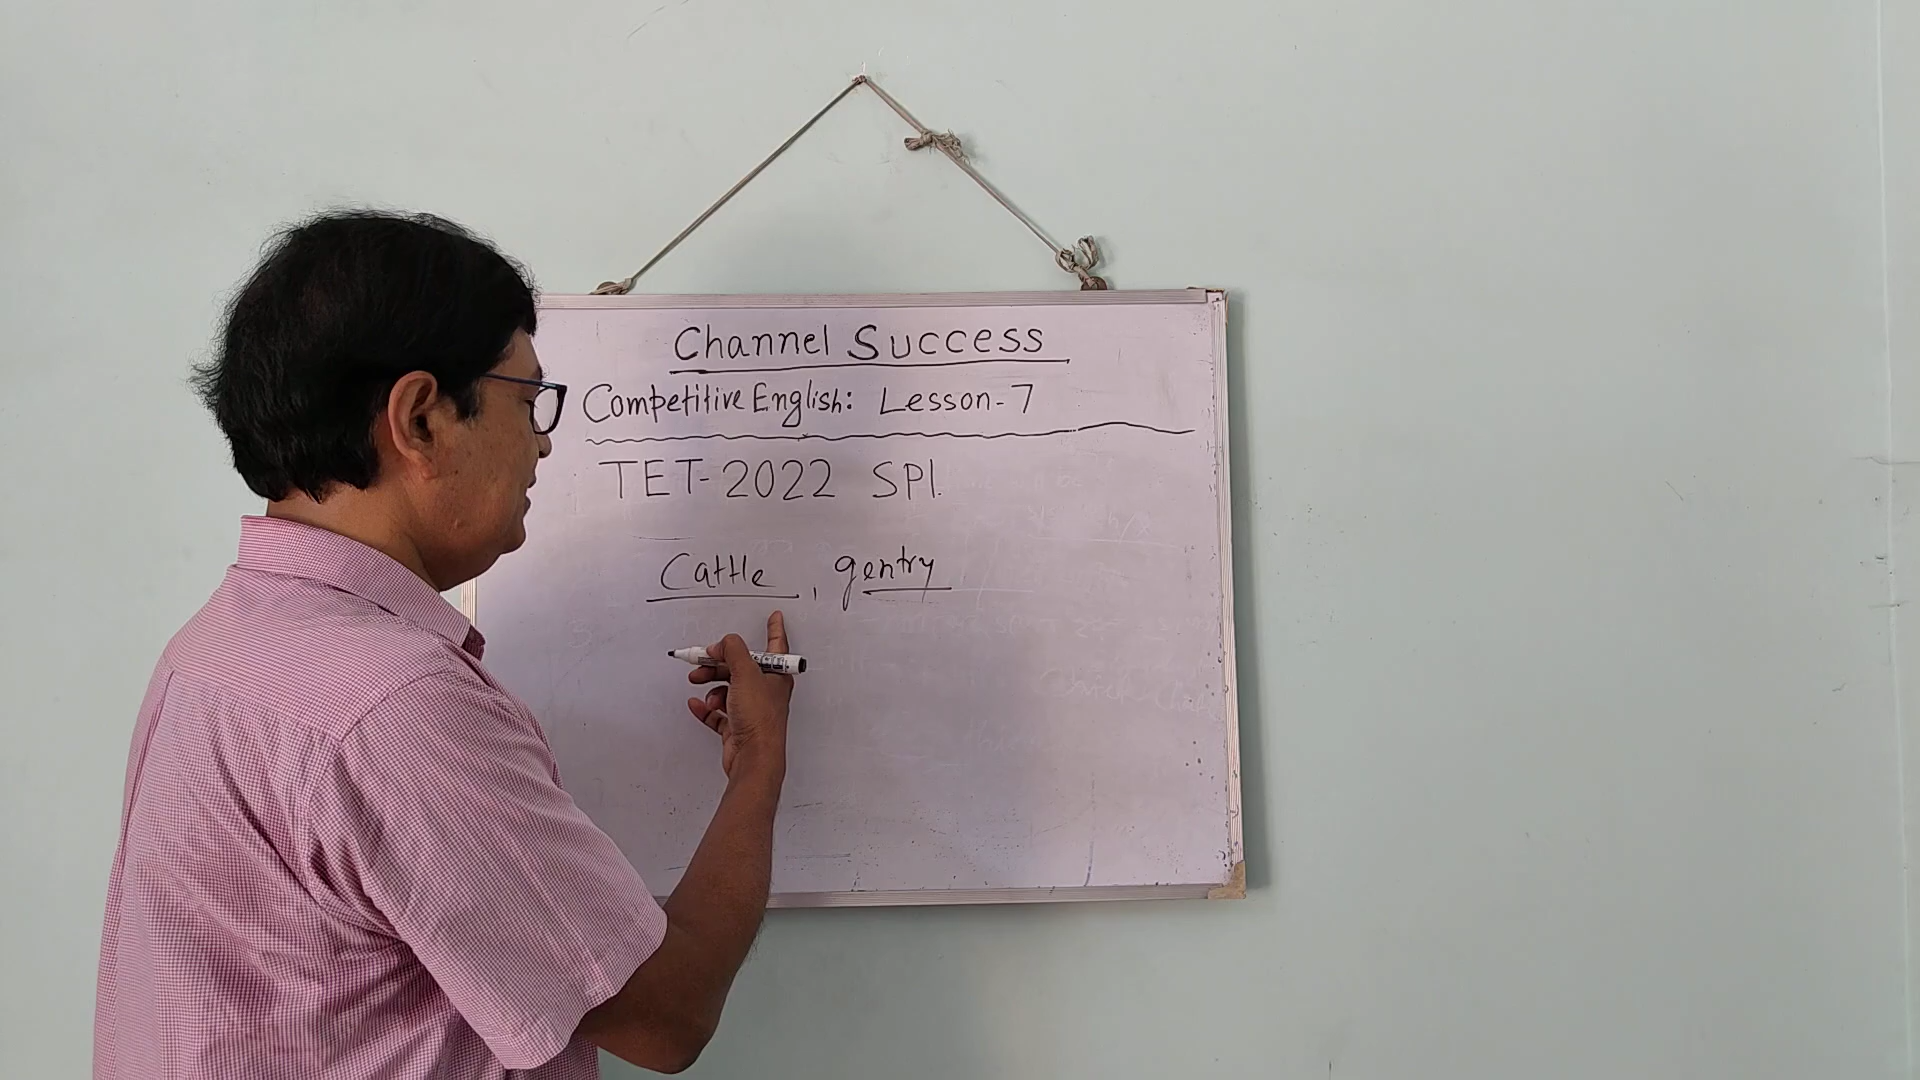 Channel Success
Competitive English: Lesson-7
TET-2022 SPl.
Cattle, gentry